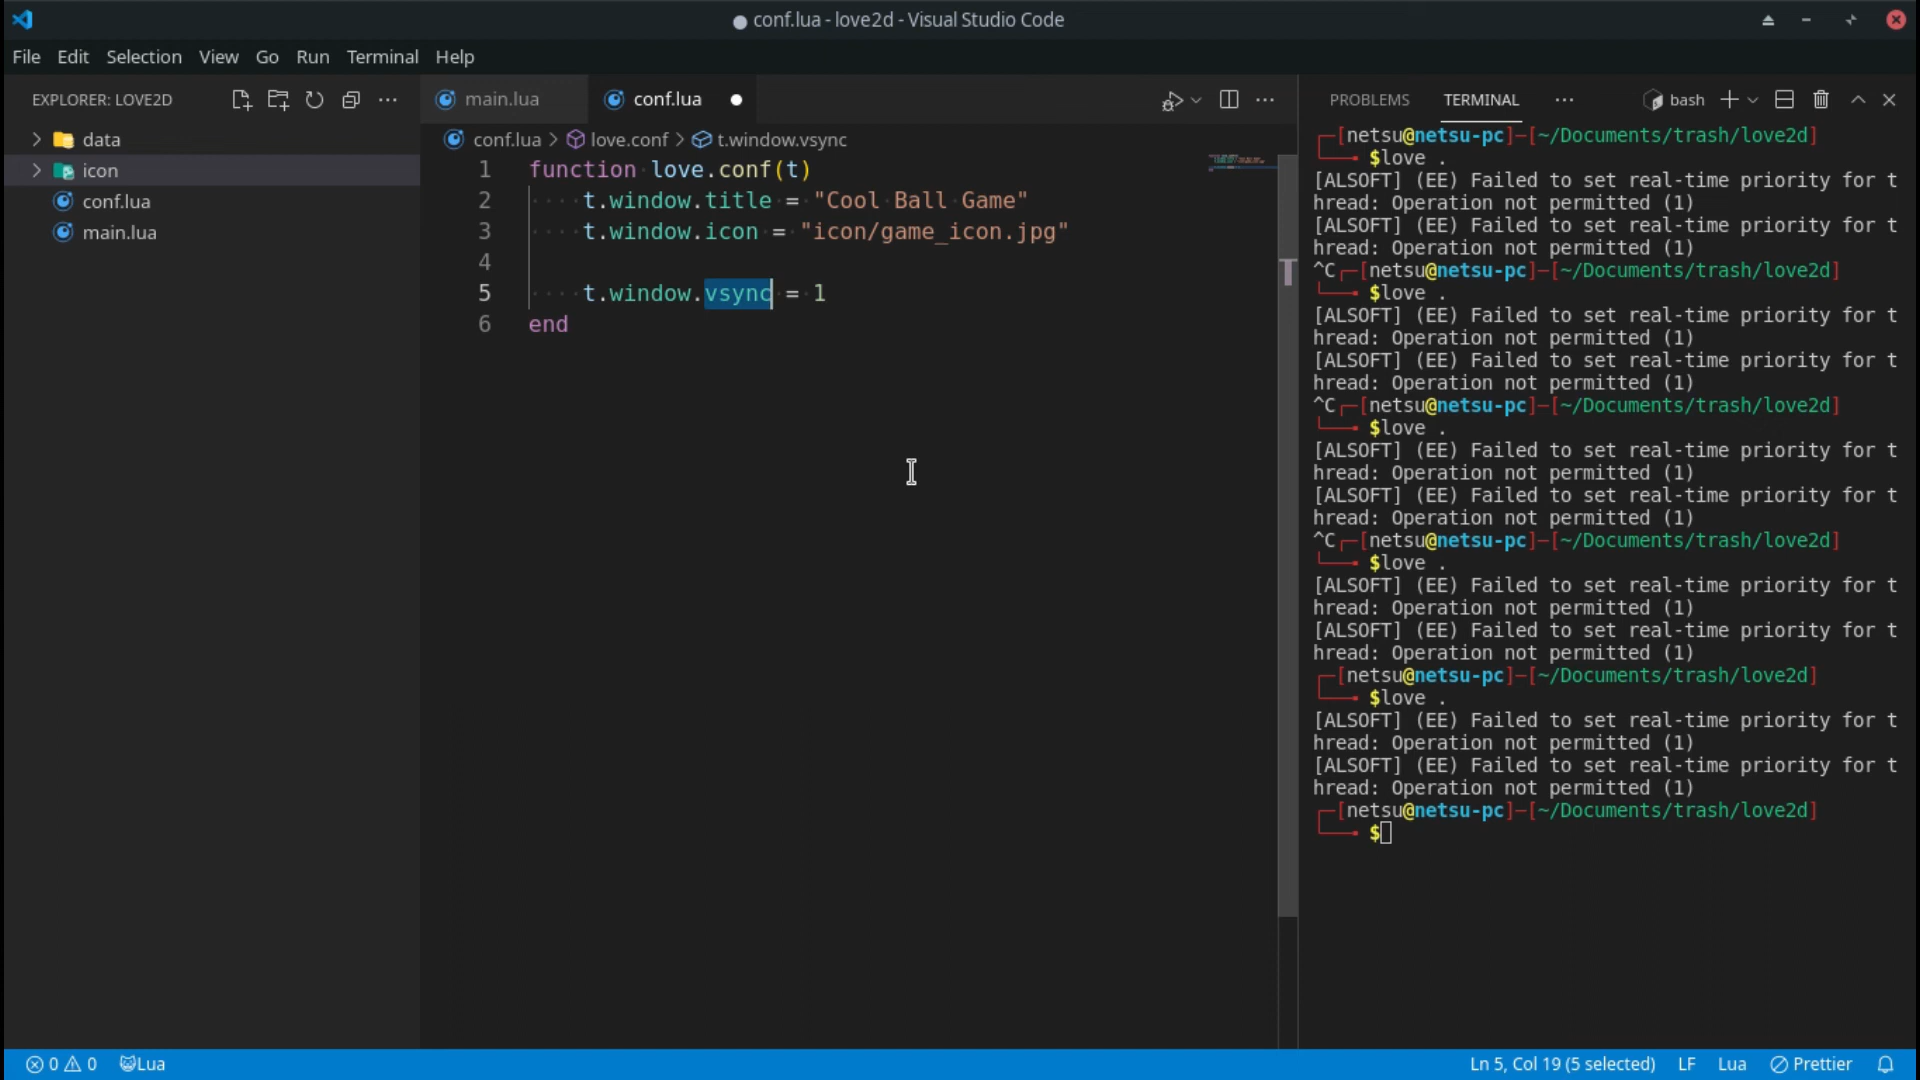 conf.lua - love2d - Visual Studio Code
File Edit Selection View Go Run Terminal Help
EXPLORER: LOVE2D
data
icon
conf.lua
main.lua
main.lua conf.lua
conf.lua > love.conf > t.window.vsync
1 function love.conf(t)
2 t.window.title = "Cool Ball Game"
3 t.window.icon = "icon/game_icon.jpg"
4
5 t.window.vsync = 1
6 end
PROBLEMS TERMINAL ··· bash
[netsu@netsu-pc]-[~/Documents/trash/love2d]
$love .
[ALSOFT] (EE) Failed to set real-time priority for t
hread: Operation not permitted (1)
[ALSOFT] (EE) Failed to set real-time priority for t
hread: Operation not permitted (1)
^C[netsu@netsu-pc]-[~/Documents/trash/love2d]
$love .
[ALSOFT] (EE) Failed to set real-time priority for t
hread: Operation not permitted (1)
[ALSOFT] (EE) Failed to set real-time priority for t
hread: Operation not permitted (1)
^C[netsu@netsu-pc]-[~/Documents/trash/love2d]
$love .
[ALSOFT] (EE) Failed to set real-time priority for t
hread: Operation not permitted (1)
[ALSOFT] (EE) Failed to set real-time priority for t
hread: Operation not permitted (1)
^C[netsu@netsu-pc]-[~/Documents/trash/love2d]
$love .
[ALSOFT] (EE) Failed to set real-time priority for t
hread: Operation not permitted (1)
[ALSOFT] (EE) Failed to set real-time priority for t
hread: Operation not permitted (1)
[netsu@netsu-pc]-[~/Documents/trash/love2d]
$love .
[ALSOFT] (EE) Failed to set real-time priority for t
hread: Operation not permitted (1)
[ALSOFT] (EE) Failed to set real-time priority for t
hread: Operation not permitted (1)
[netsu@netsu-pc]-[~/Documents/trash/love2d]
$
0 0 Lua Ln 5, Col 19 (5 selected) LF Lua Prettier